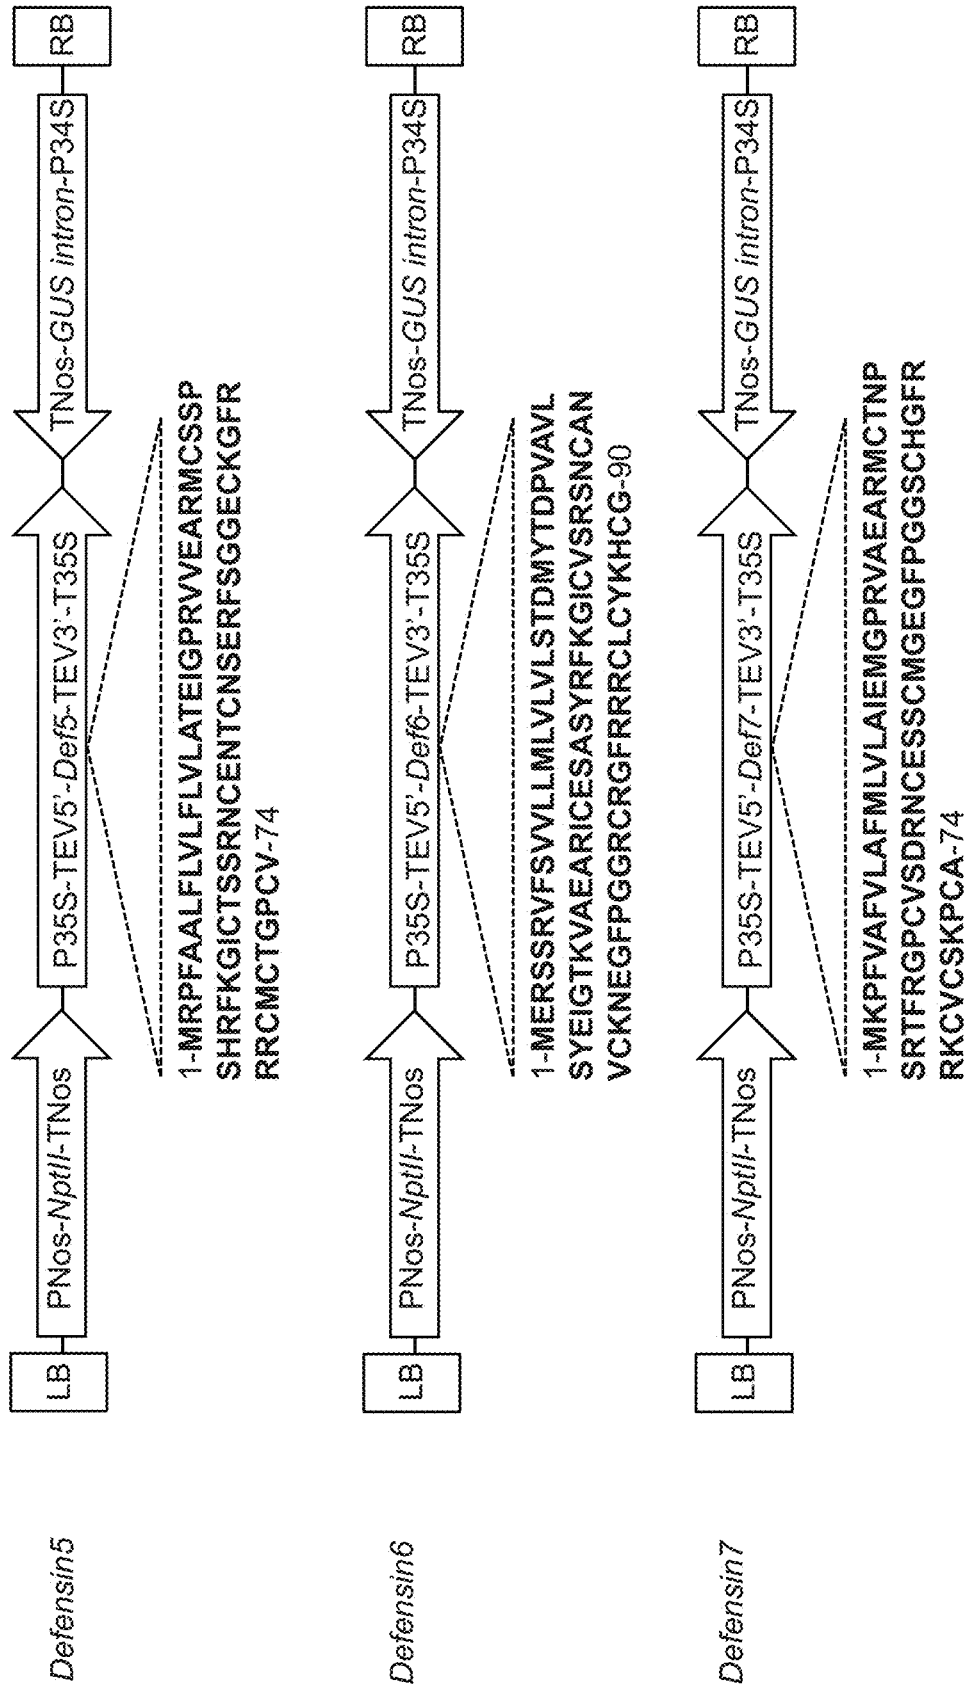 Defensin5
LB
PNos-NptII-TNos
P35S-TEV5’-Def5-TEV3’-T35S
TNos-GUS intron-P34S
RB
1-MRPFAALFLVLFLVLATEIGPRVVEARMCSSP
SHRFKGICTSSRNCENTCNSERFSGGECKGFR
RRCMCTGPCV-74
Defensin6
LB
PNos-NptII-TNos
P35S-TEV5’-Def6-TEV3’-T35S
TNos-GUS intron-P34S
RB
1-MERSSRVFSVVLLMLVLVLSTDMYTDPVAVL
SYEIGTKVAEARICESASYRFKGICVSRSNCAN
VCKNEGFPGGRCRGFRRRCLCYKHCG-90
Defensin7
LB
PNos-NptII-TNos
P35S-TEV5’-Def7-TEV3’-T35S
TNos-GUS intron-P34S
RB
1-MKPFVAFVLAFMLVLAIEMGPRVAEARMCTNP
SRTFRGPCVSDRNCESSCMGEGFPGGSCHGFR
RKCVCSKPCA-74